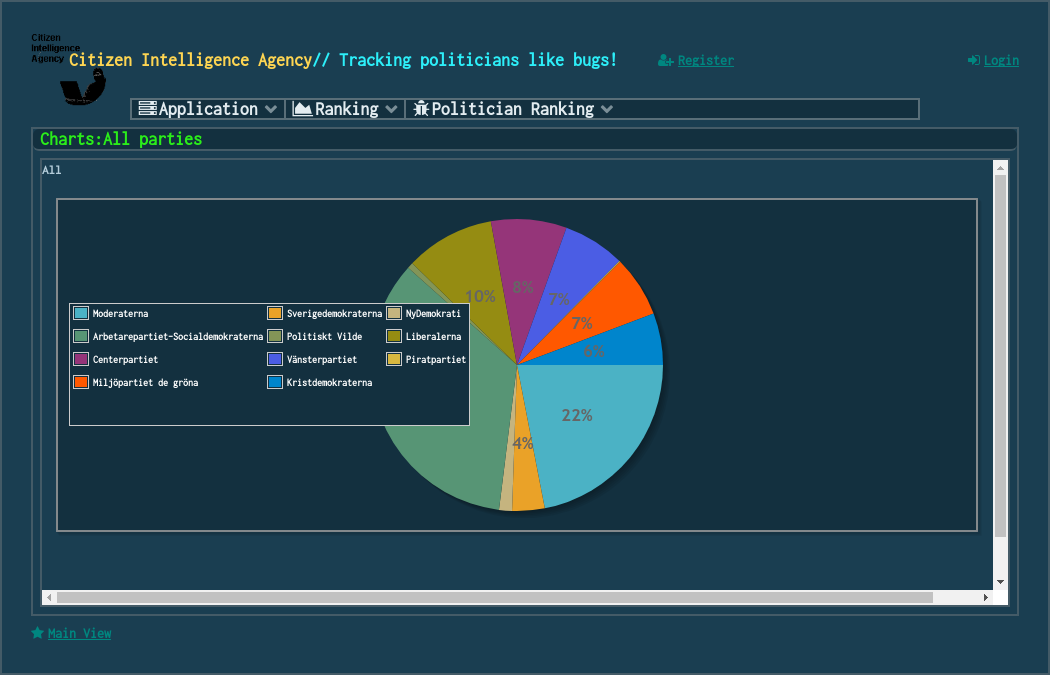 Citizen
Intelligence
Agency
Citizen Intelligence Agency// Tracking politicians like bugs!
Register
Login
Application
Ranking
Politician Ranking
Charts:All parties
All
10%
8%
7%
7%
6%
22%
4%
Moderaterna
Sverigedemokraterna
NyDemokrati
Arbetarepartiet-Socialdemokraterna
Politiskt Vilde
Liberalerna
Centerpartiet
Vänsterpartiet
Piratpartiet
Miljöpartiet de gröna
Kristdemokraterna
Main View